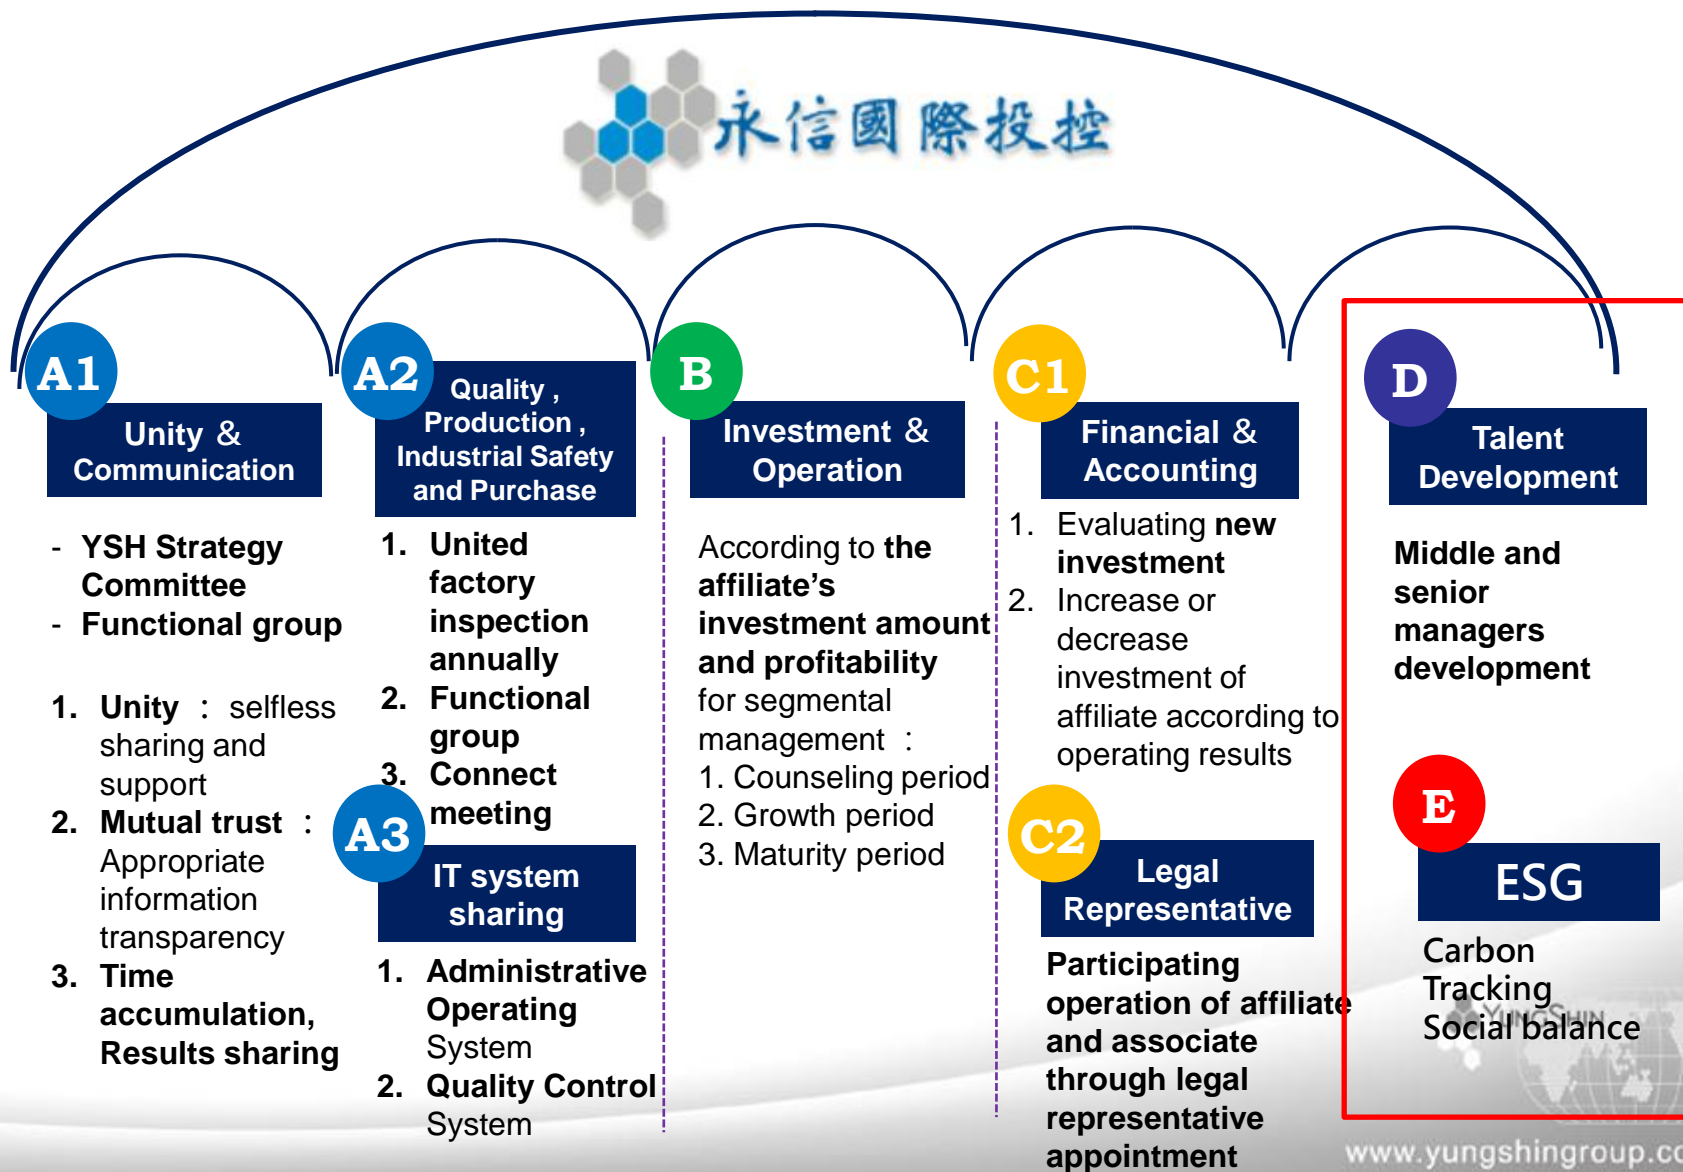 永信國際投控
A1
Unity &
Communication
- YSH Strategy
Committee
- Functional group
1. Unity : selfless
sharing and
support
2. Mutual trust :
Appropriate
information
transparency
3. Time
accumulation,
Results sharing
A2
Quality ,
Production ,
Industrial Safety
and Purchase
1. United
factory
inspection
annually
2. Functional
group
3. Connect
meeting
A3
IT system
sharing
1. Administrative
Operating
System
2. Quality Control
System
B
Investment &
Operation
According to the
affiliate’s
investment amount
and profitability
for segmental
management :
1. Counseling period
2. Growth period
3. Maturity period
C1
Financial &
Accounting
1. Evaluating new
investment
2. Increase or
decrease
investment of
affiliate according to
operating results
C2
Legal
Representative
Participating
operation of affiliate
and associate
through legal
representative
appointment
D
Talent
Development
Middle and
senior
managers
development
E
ESG
Carbon
Tracking
Social balance
YUNGSHIN
www.yungshingroup.co